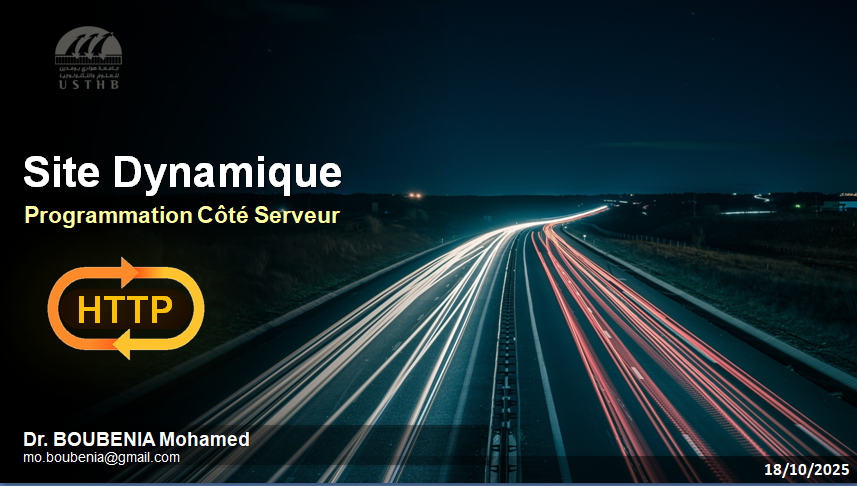 جامعة هواري بومدين
للعلوم والتكنولوجيا
USTHB
Site Dynamique
Programmation Côté Serveur
HTTP
Dr. BOUBENIA Mohamed
mo.boubenia@gmail.com
18/10/2025